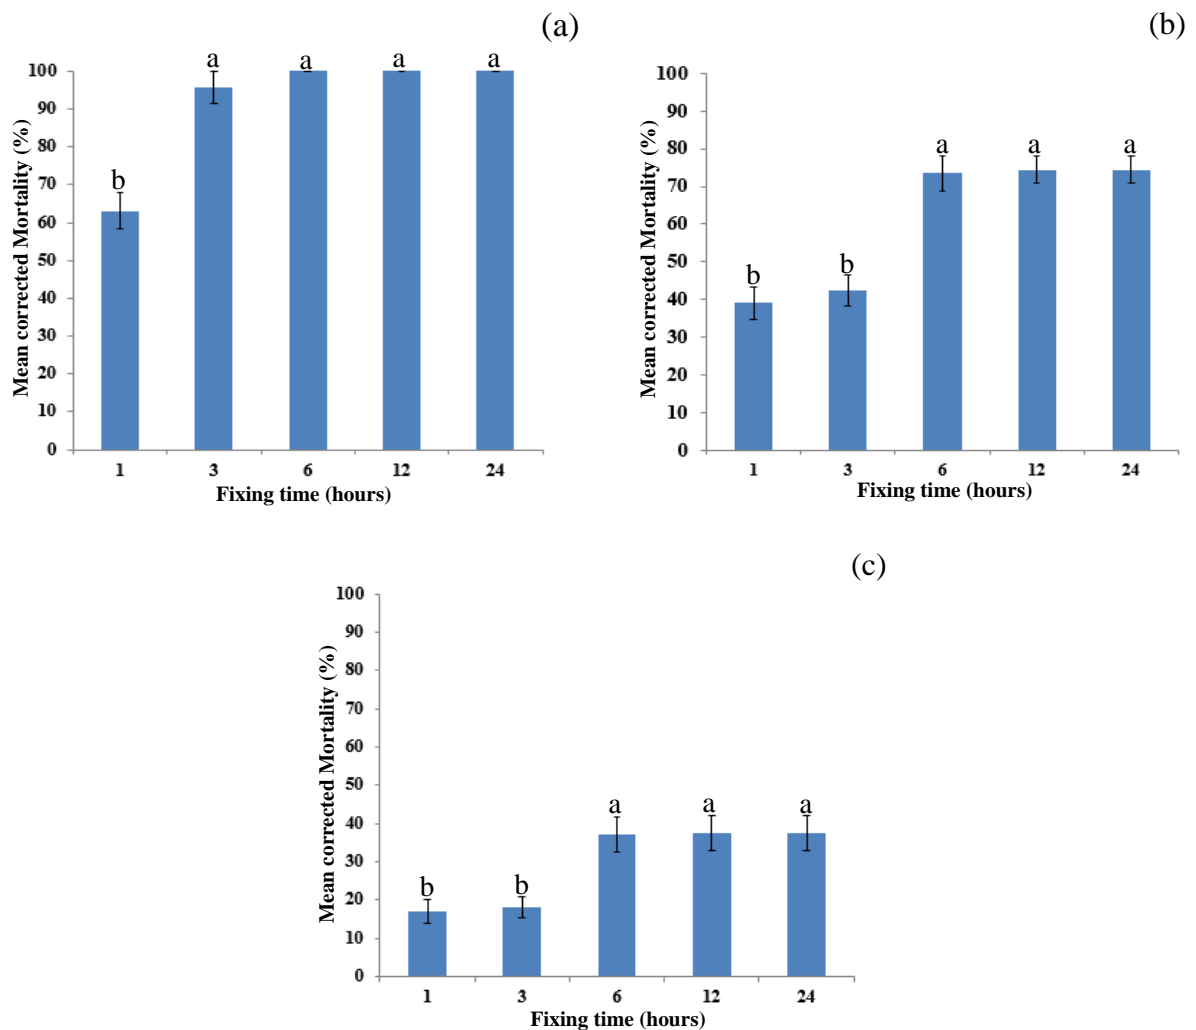 (a)
Mean corrected Mortality (%)
100
90
80
70
60
50
40
30
20
10
0
b
a
a
a
a
1 3 6 12 24
Fixing time (hours)
(b)
Mean corrected Mortality (%)
100
90
80
70
60
50
40
30
20
10
0
b
b
a
a
a
1 3 6 12 24
Fixing time (hours)
(c)
Mean corrected Mortality (%)
100
90
80
70
60
50
40
30
20
10
0
b
b
a
a
a
1 3 6 12 24
Fixing time (hours)